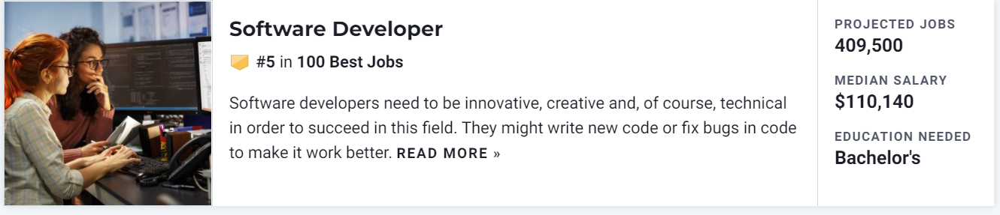 Software Developer
#5 in 100 Best Jobs
Software developers need to be innovative, creative and, of course, technical
in order to succeed in this field. They might write new code or fix bugs in code
to make it work better. READ MORE »
PROJECTED JOBS
409,500
MEDIAN SALARY
$110,140
EDUCATION NEEDED
Bachelor's